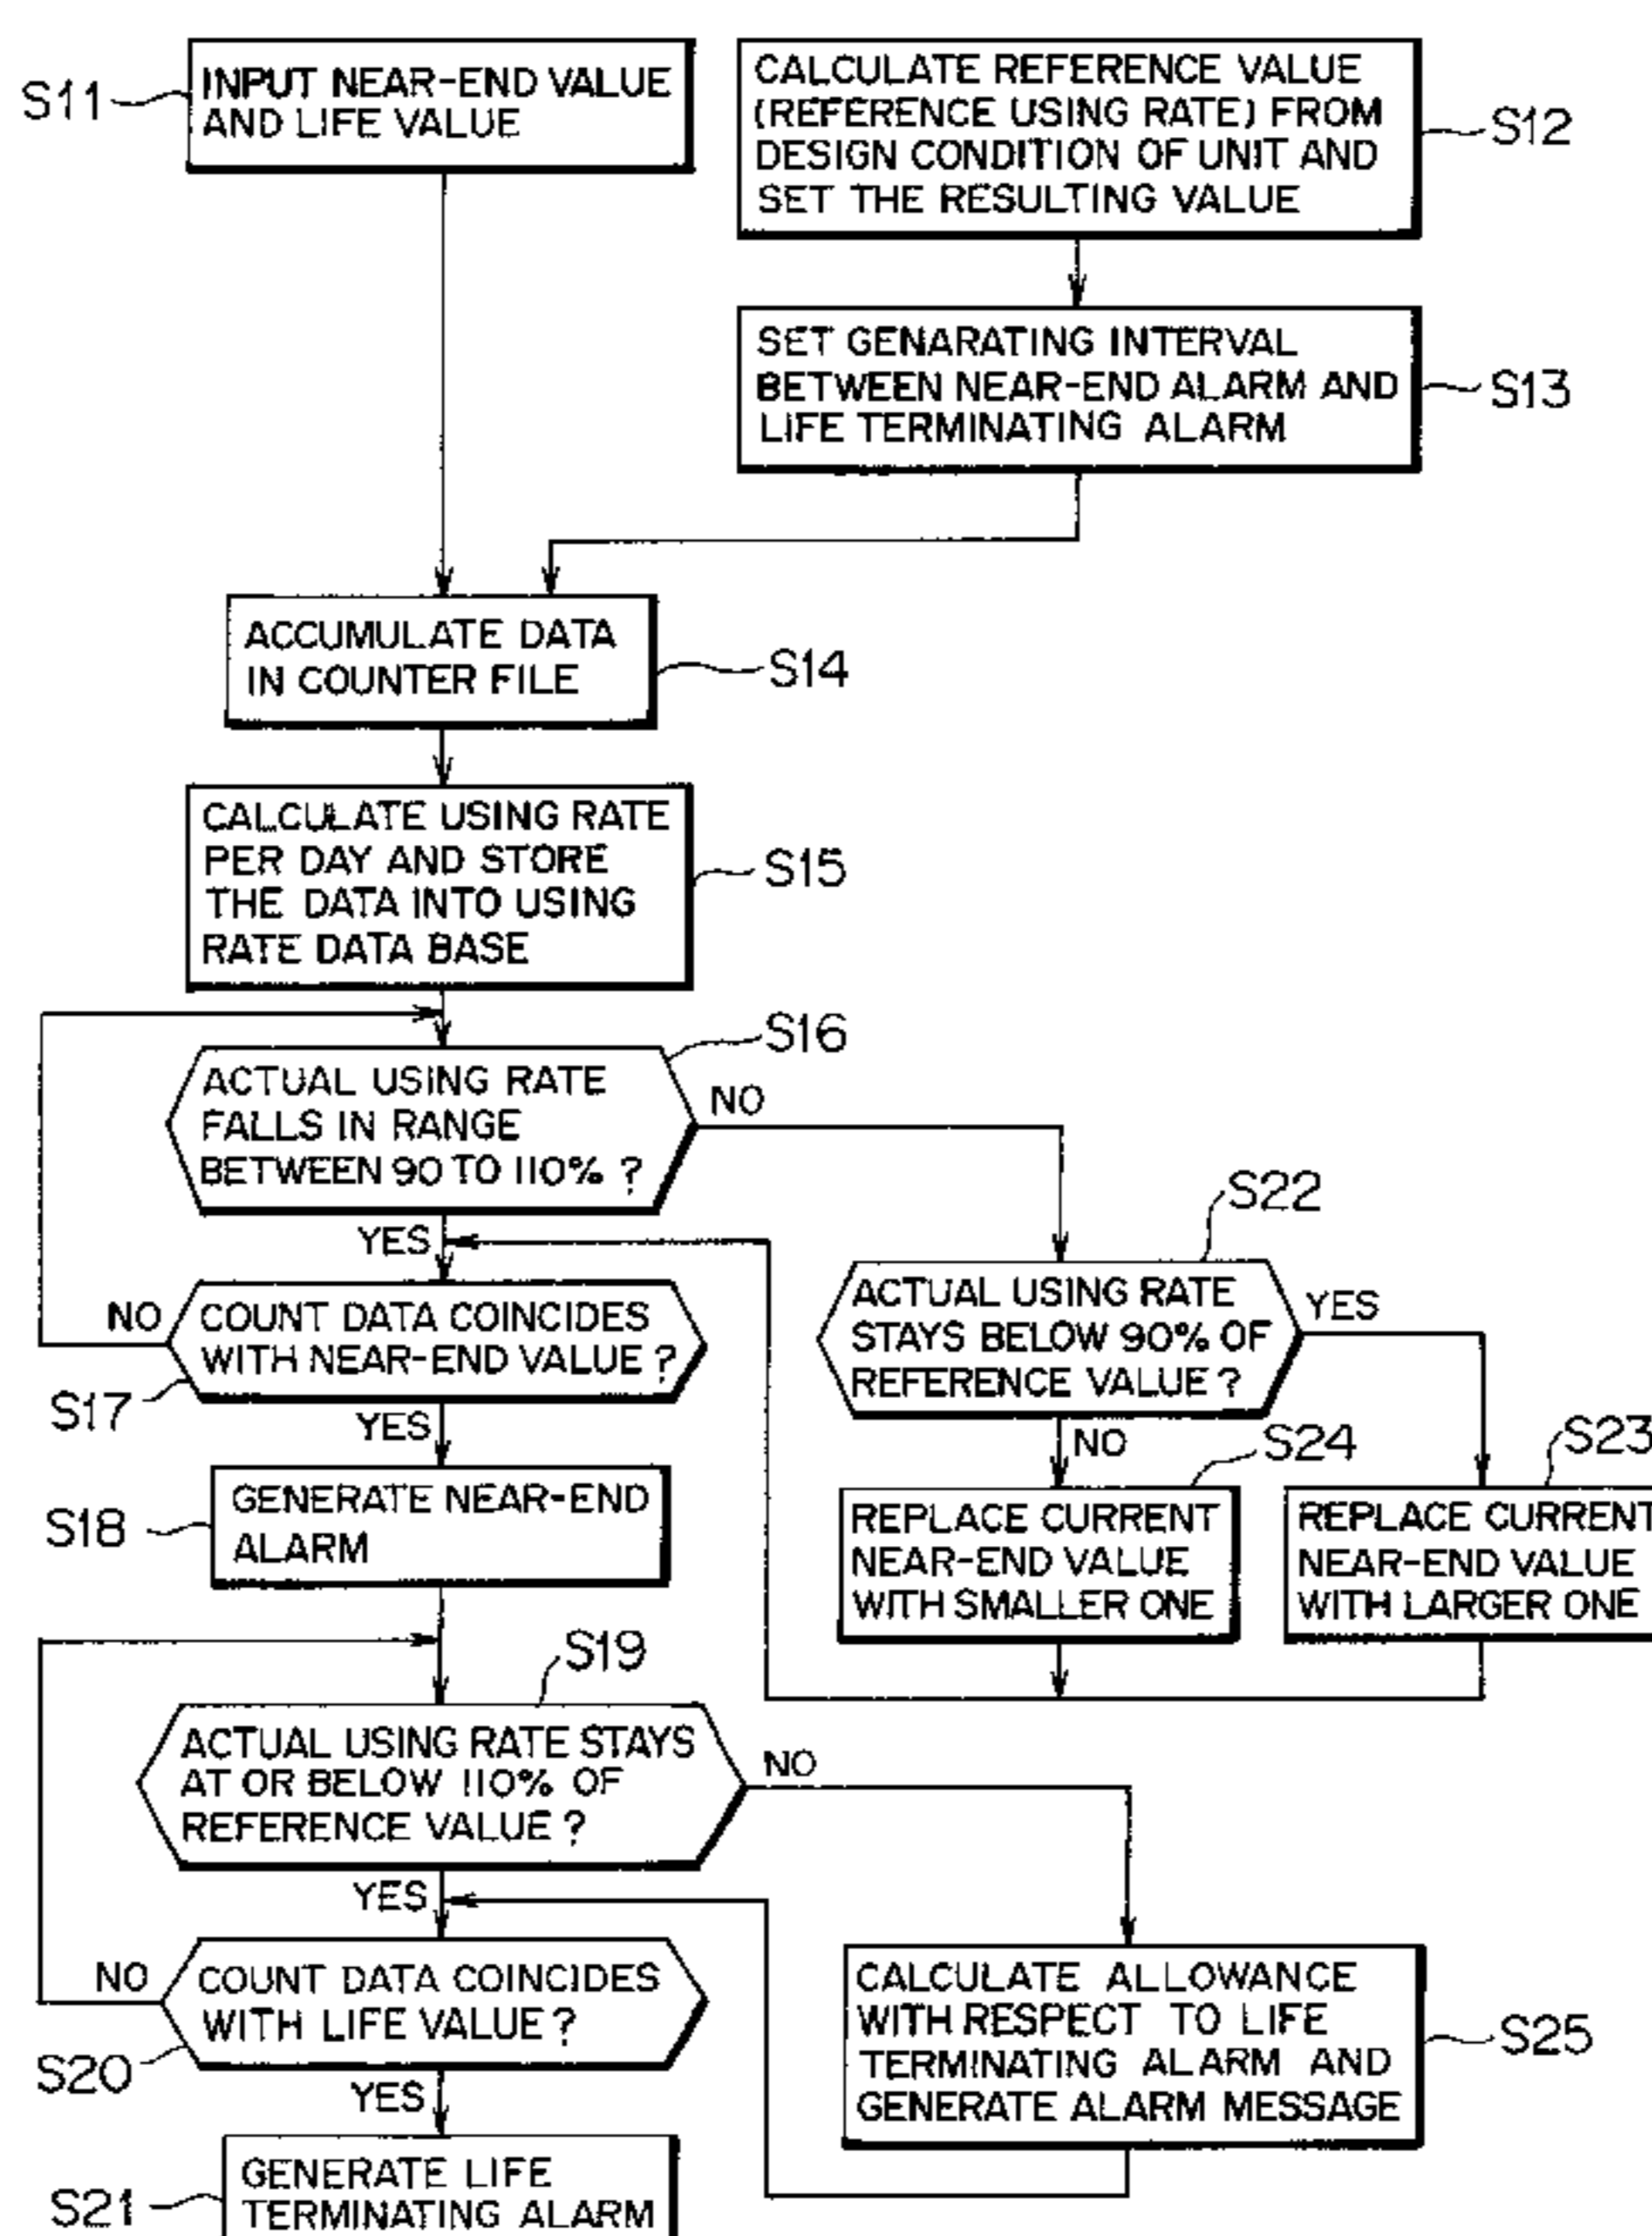 S11
INPUT NEAR-END VALUE
AND LIFE VALUE
CALCULATE REFERENCE VALUE
(REFERENCE USING RATE) FROM
DESIGN CONDITION OF UNIT AND
SET THE RESULTING VALUE
S12
SET GENARATING INTERVAL
BETWEEN NEAR-END ALARM AND
LIFE TERMINATING ALARM
S13
ACCUMULATE DATA
IN COUNTER FILE
S14
CALCULATE USING RATE
PER DAY AND STORE
THE DATA INTO USING
RATE DATA BASE
S15
S16
ACTUAL USING RATE
FALLS IN RANGE
BETWEEN 90 TO 110% ?
NO
YES
S22
ACTUAL USING RATE
STAYS BELOW 90% OF
REFERENCE VALUE ?
YES
NO
NO
COUNT DATA COINCIDES
WITH NEAR-END VALUE ?
S17
YES
S24
REPLACE CURRENT
NEAR-END VALUE
WITH SMALLER ONE
S23
REPLACE CURRENT
NEAR-END VALUE
WITH LARGER ONE
S18
GENERATE NEAR-END
ALARM
S19
ACTUAL USING RATE STAYS
AT OR BELOW 110% OF
REFERENCE VALUE ?
NO
YES
NO
COUNT DATA COINCIDES
WITH LIFE VALUE ?
S20
YES
CALCULATE ALLOWANCE
WITH RESPECT TO LIFE
TERMINATING ALARM AND
GENERATE ALARM MESSAGE
S25
S21
GENERATE LIFE
TERMINATING ALARM